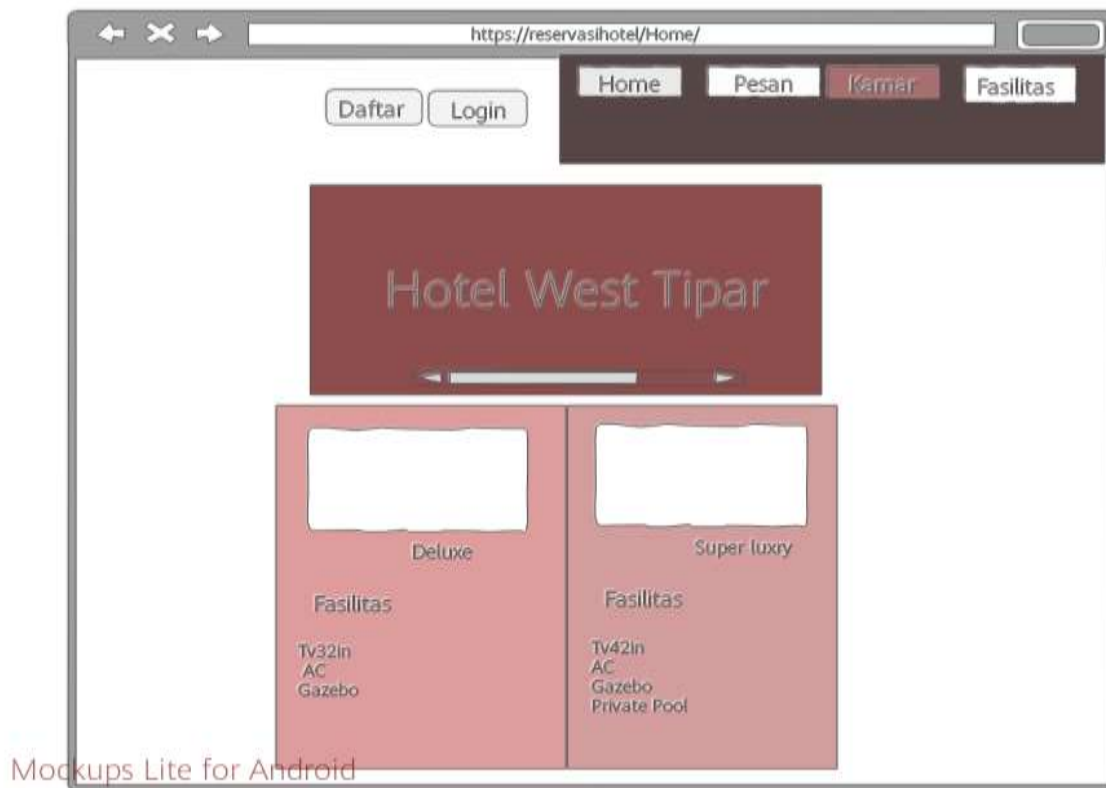 https://reservasihotel/Home/
Home Pesan Kamar Fasilitas
Daftar Login
Hotel West Tipar
Deluxe
Fasilitas
Tv32in
AC
Gazebo
Super luxry
Fasilitas
Tv42in
AC
Gazebo
Private Pool
Mockups Lite for Android